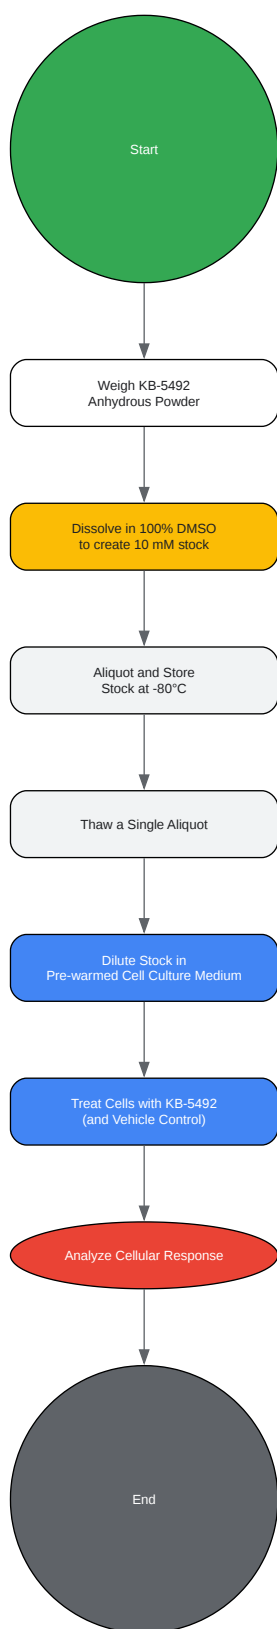 Start
Weigh KB-5492
Anhydrous Powder
Dissolve in 100% DMSO
to create 10 mM stock
Aliquot and Store
Stock at -80°C
Thaw a Single Aliquot
Dilute Stock in
Pre-warmed Cell Culture Medium
Treat Cells with KB-5492
(and Vehicle Control)
Analyze Cellular Response
End